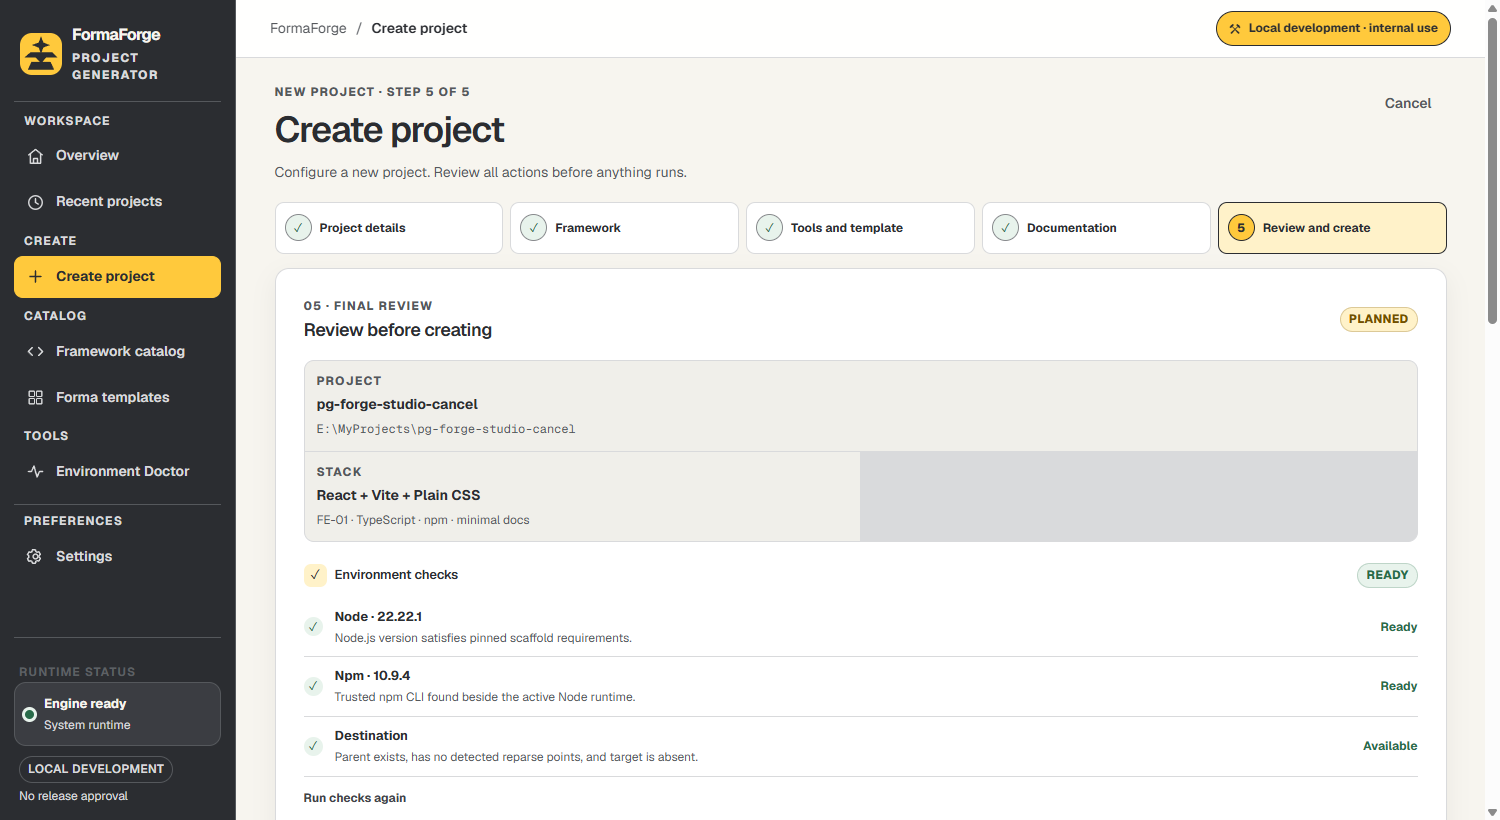 FormaForge
PROJECT
GENERATOR
WORKSPACE
Overview
Recent projects
CREATE
Create project
CATALOG
Framework catalog
Forma templates
TOOLS
Environment Doctor
PREFERENCES
Settings
RUNTIME STATUS
Engine ready
System runtime
LOCAL DEVELOPMENT
No release approval
FormaForge / Create project
Local development · internal use
NEW PROJECT · STEP 5 OF 5
Create project
Cancel
Configure a new project. Review all actions before anything runs.
✓ Project details
✓ Framework
✓ Tools and template
✓ Documentation
5 Review and create
05 · FINAL REVIEW
Review before creating
PLANNED
PROJECT
pg-forge-studio-cancel
E:\MyProjects\pg-forge-studio-cancel
STACK
React + Vite + Plain CSS
FE-01 · TypeScript · npm · minimal docs
✓ Environment checks
READY
Node · 22.22.1
Node.js version satisfies pinned scaffold requirements.
Ready
Npm · 10.9.4
Trusted npm CLI found beside the active Node runtime.
Ready
Destination
Parent exists, has no detected reparse points, and target is absent.
Available
Run checks again